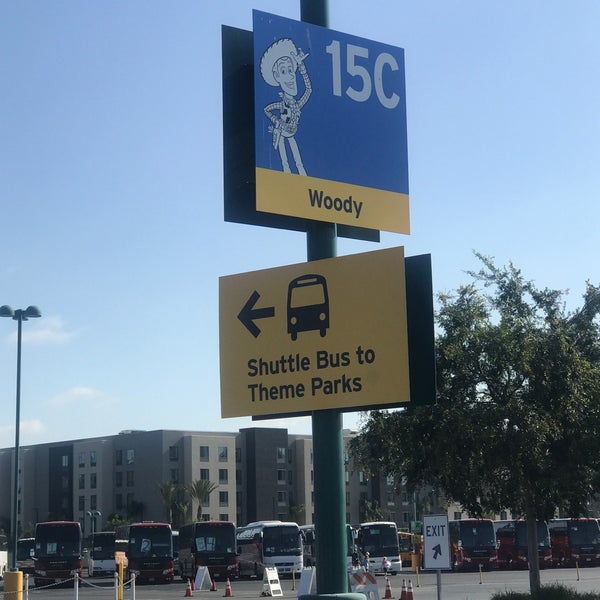 15C
Woody
Shuttle Bus to
Theme Parks
EXIT